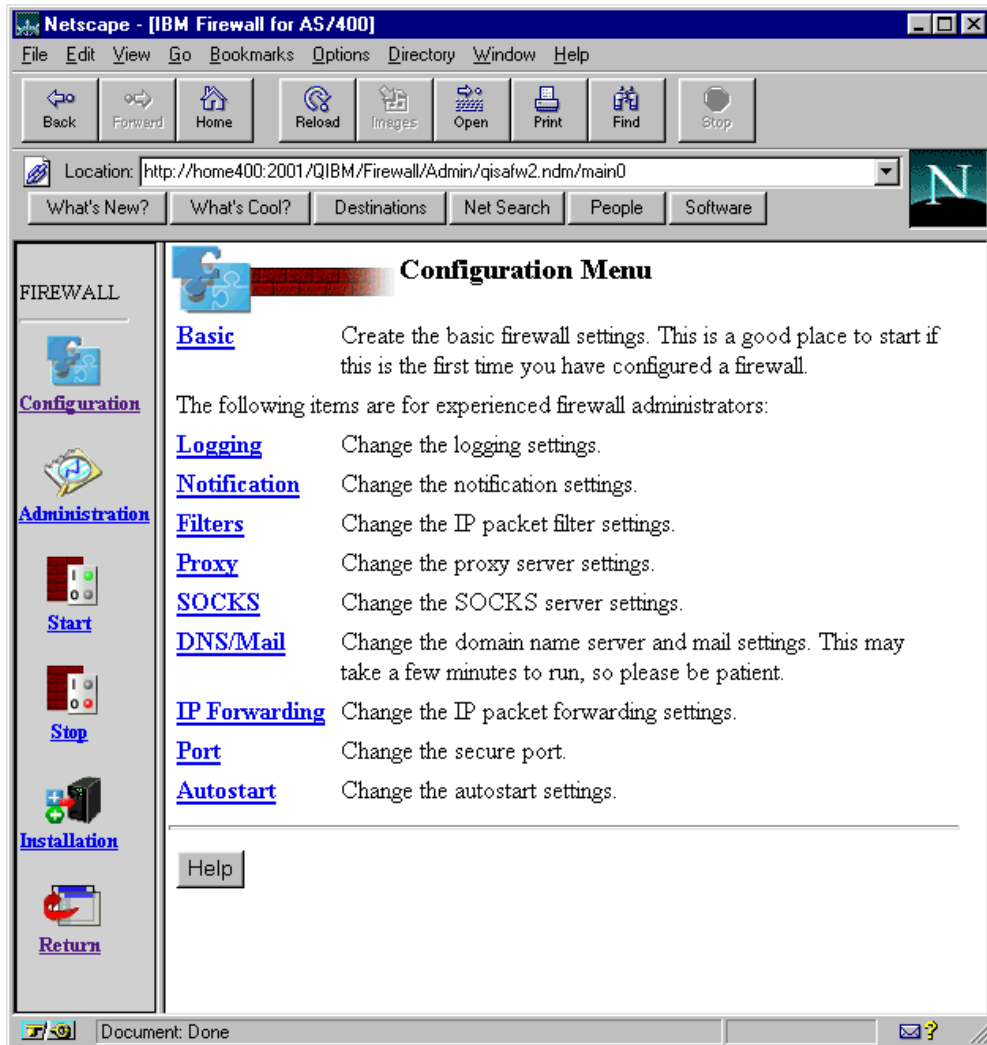 Netscape - [IBM Firewall for AS/400]
File Edit View Go Bookmarks Options Directory Window Help
Back Forward Home Reload Images Open Print Find Stop
Location: http://home400:2001/QIBM/Firewall/Admin/qisafw2.ndm/main0
N
What's New? What's Cool? Destinations Net Search People Software
FIREWALL
Configuration
Administration
Start
Stop
Installation
Return
Configuration Menu
Basic Create the basic firewall settings. This is a good place to start if
this is the first time you have configured a firewall.
The following items are for experienced firewall administrators:
Logging Change the logging settings.
Notification Change the notification settings.
Filters Change the IP packet filter settings.
Proxy Change the proxy server settings.
SOCKS Change the SOCKS server settings.
DNS/Mail Change the domain name server and mail settings. This may
take a few minutes to run, so please be patient.
IP Forwarding Change the IP packet forwarding settings.
Port Change the secure port.
Autostart Change the autostart settings.
Help
Document: Done